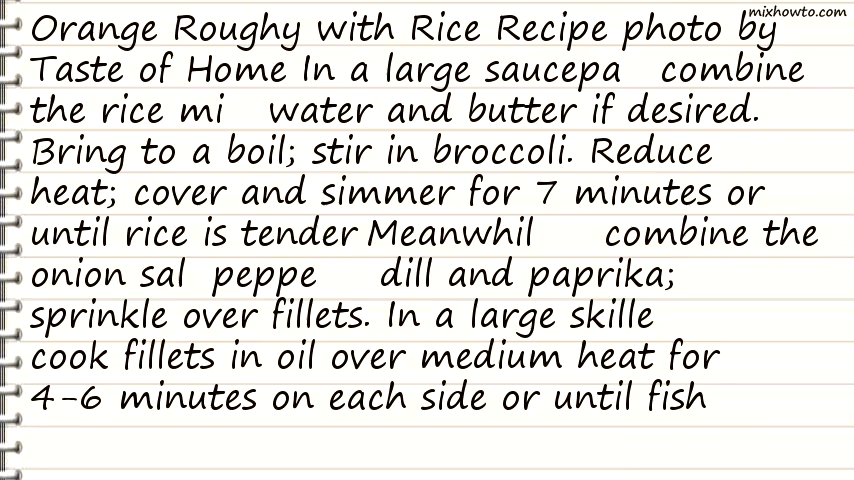 mixhowto.com
Orange Roughy with Rice Recipe photo by
Taste of Home In a large saucepa combine
the rice mi water and butter if desired.
Bring to a boil; stir in broccoli. Reduce
heat; cover and simmer for 7 minutes or
until rice is tender Meanwhil combine the
onion sal peppe dill and paprika;
sprinkle over fillets. In a large skille
cook fillets in oil over medium heat for
4-6 minutes on each side or until fish